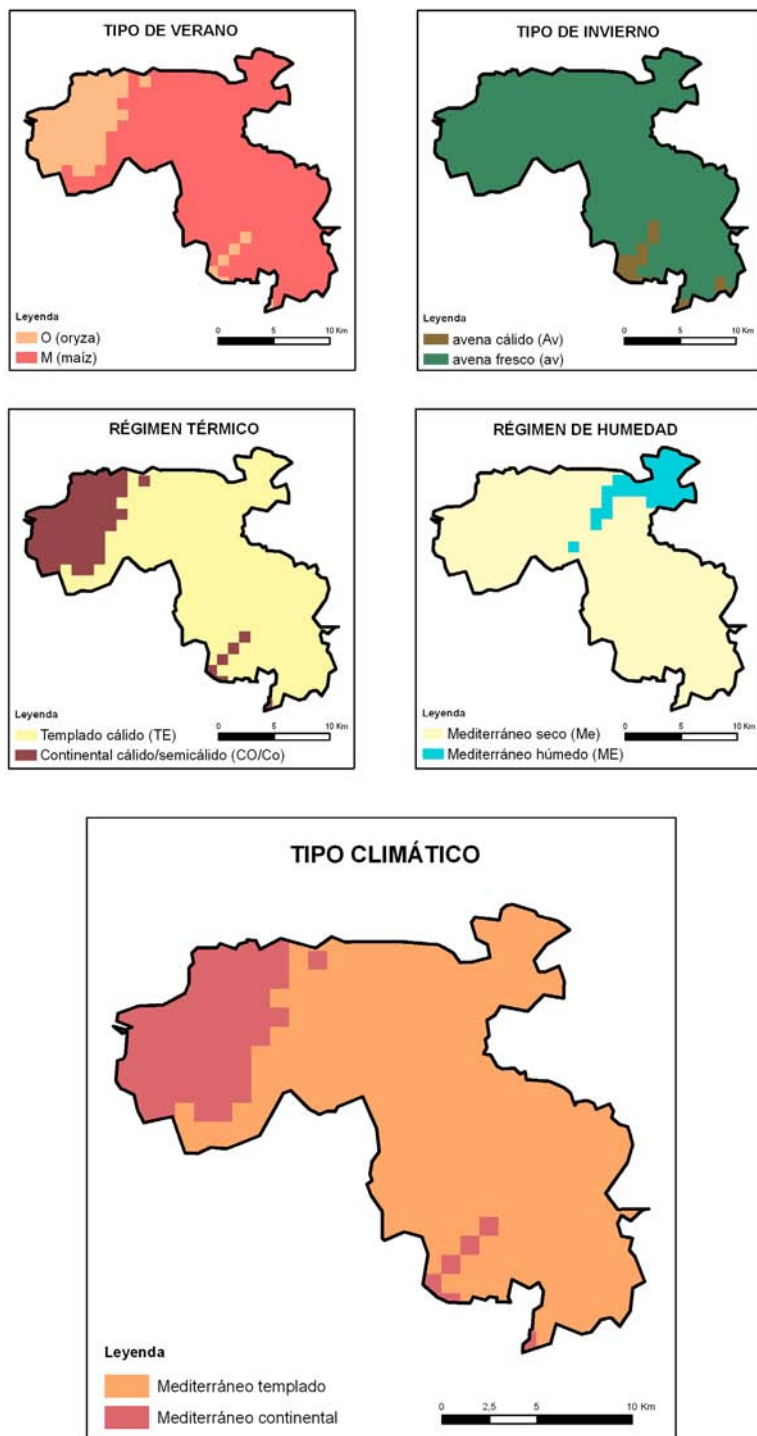 TIPO DE VERANO
Leyenda
O (oryza)
M (maíz)
0 5 10 Km
TIPO DE INVIERNO
Leyenda
avena cálido (Av)
avena fresco (av)
0 5 10 Km
RÉGIMEN TÉRMICO
Leyenda
Templado cálido (TE)
Continental cálido/semicálido (CO/Co)
0 5 10 Km
RÉGIMEN DE HUMEDAD
Leyenda
Mediterráneo seco (Me)
Mediterráneo húmedo (ME)
0 5 10 Km
TIPO CLIMÁTICO
Leyenda
Mediterráneo templado
Mediterráneo continental
0 2,5 5 10 Km